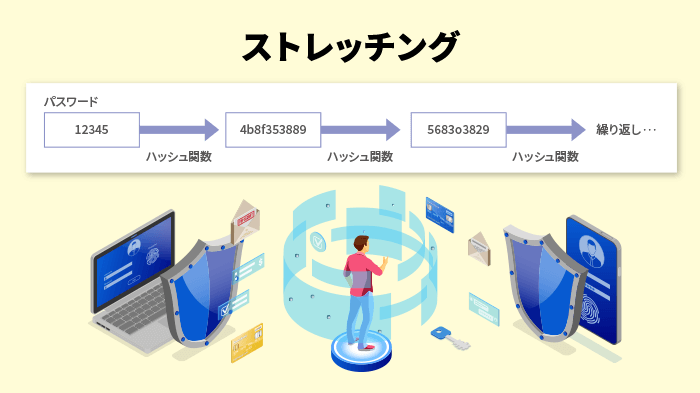 ストレッチング
パスワード
12345
4b8f353889
5683o3829
繰り返し…
ハッシュ関数
ハッシュ関数
ハッシュ関数